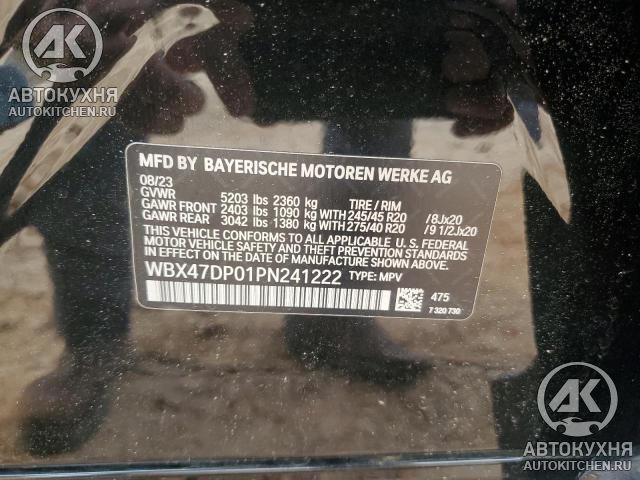 AK
АВТОКУХНЯ
AUTOKITCHEN.RU
MFD BY BAYERISCHE MOTOREN WERKE AG
08/23
GVWR 5203 lbs 2360 kg TIRE / RIM
GAWR FRONT 2403 lbs 1090 kg WITH 245/45 R20 /8Jx20
GAWR REAR 3042 lbs 1380 kg WITH 275/40 R20 /9 1/2Jx20
THIS VEHICLE CONFORMS TO ALL APPLICABLE U. S. FEDERAL
MOTOR VEHICLE SAFETY AND THEFT PREVENTION STANDARDS
IN EFFECT ON THE DATE OF MANUFACTURE SHOWN ABOVE.
WBX47DP01PN241222 TYPE: MPV
475
7 320 730
AK
АВТОКУХНЯ
AUTOKITCHEN.RU